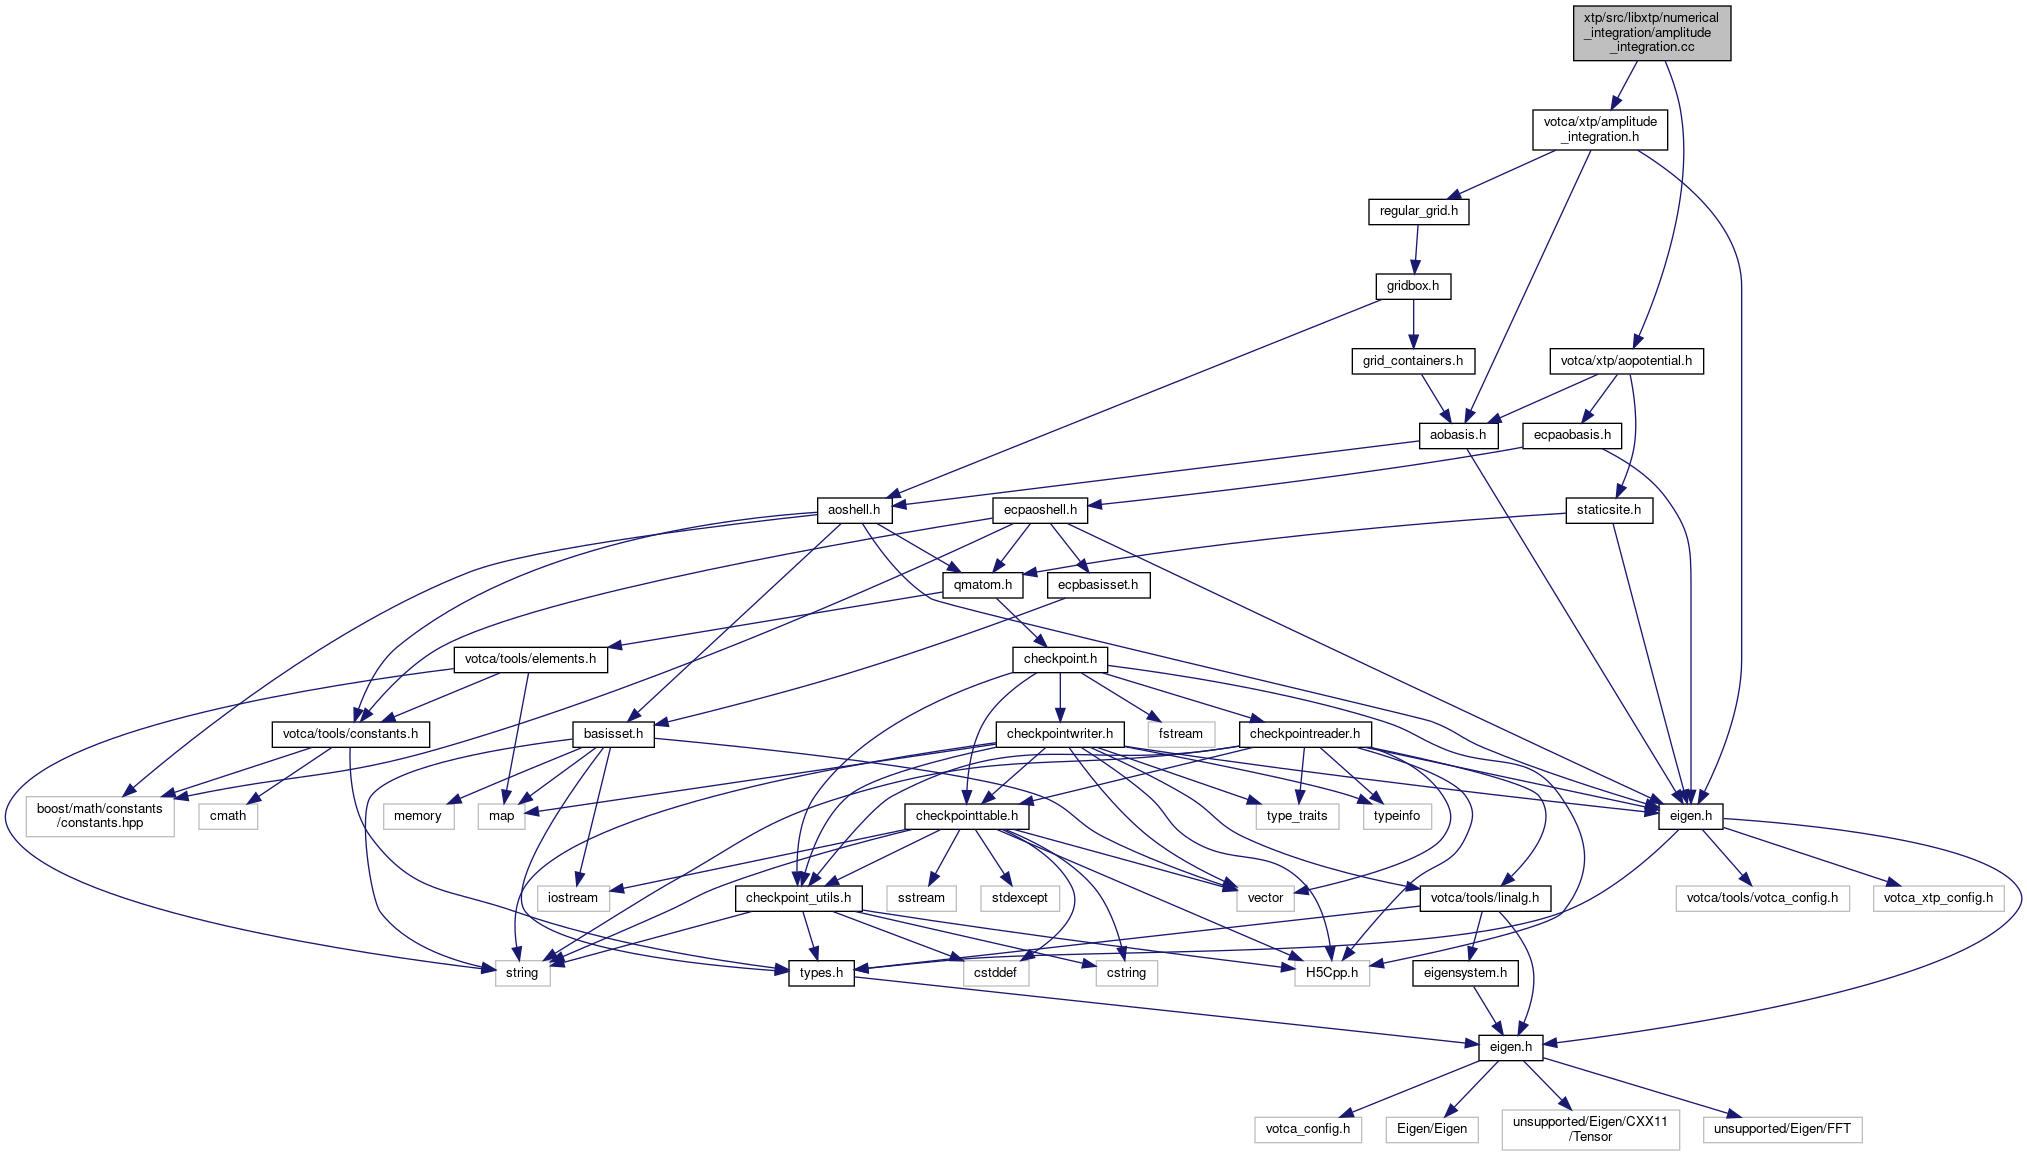 xtp/src/libxtp/numerical
_integration/amplitude
_integration.cc
votca/xtp/amplitude
_integration.h
regular_grid.h
gridbox.h
grid_containers.h
votca/xtp/aopotential.h
aobasis.h
ecpaobasis.h
aoshell.h
ecpaoshell.h
staticsite.h
qmatom.h
ecpbasisset.h
votca/tools/elements.h
checkpoint.h
votca/tools/constants.h
basisset.h
checkpointwriter.h
fstream
checkpointreader.h
boost/math/constants
/constants.hpp
cmath
memory
map
checkpointtable.h
type_traits
typeinfo
eigen.h
iostream
checkpoint_utils.h
sstream
stdexcept
vector
votca/tools/linalg.h
votca/tools/votca_config.h
votca_xtp_config.h
string
types.h
cstddef
cstring
H5Cpp.h
eigensystem.h
eigen.h
votca_config.h
Eigen/Eigen
unsupported/Eigen/CXX11
/Tensor
unsupported/Eigen/FFT